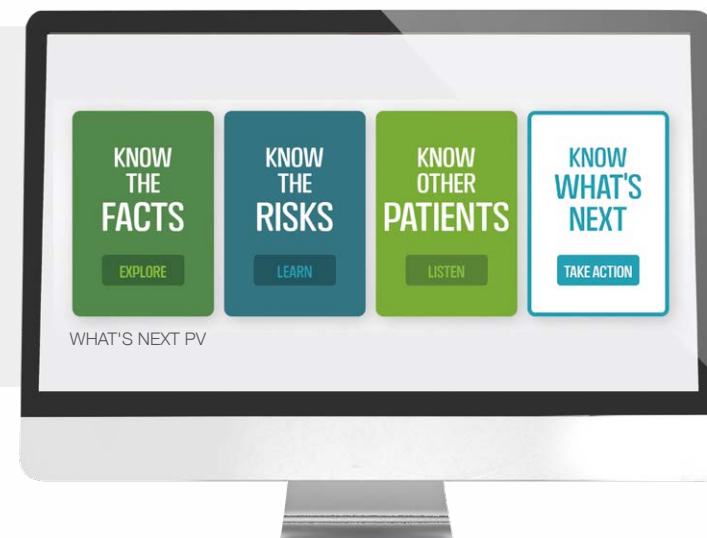 KNOW
THE
FACTS
EXPLORE
KNOW
THE
RISKS
LEARN
KNOW
OTHER
PATIENTS
LISTEN
KNOW
WHAT'S
NEXT
TAKE ACTION
WHAT'S NEXT PV